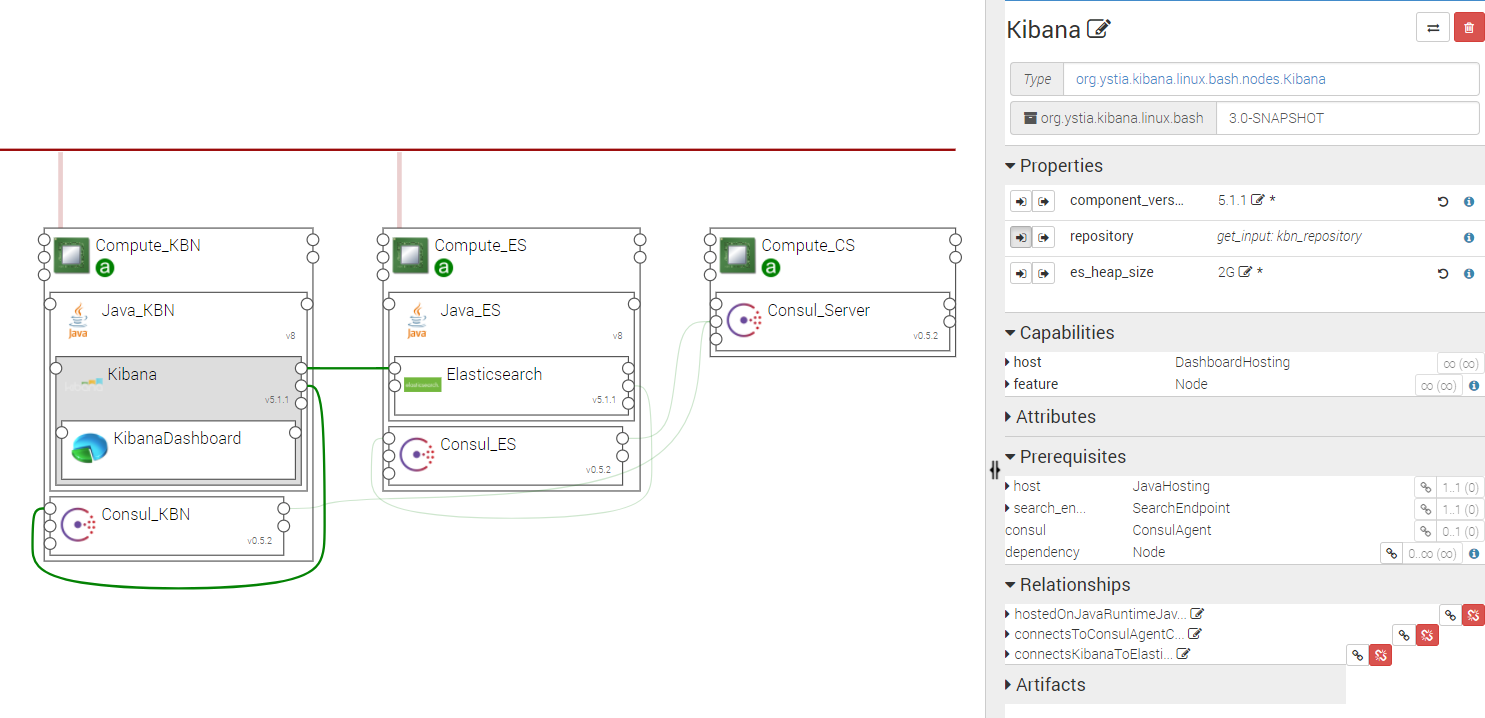 Compute_KBN
a
Java_KBN
Java
v8
Kibana
v5.1.1
KibanaDashboard
Consul_KBN
v0.5.2
Compute_ES
a
Java_ES
Java
v8
Elasticsearch
elasticsearch
v5.1.1
Consul_ES
v0.5.2
Compute_CS
a
Consul_Server
v0.5.2
Kibana
Type org.ystia.kibana.linux.bash.nodes.Kibana
org.ystia.kibana.linux.bash 3.0-SNAPSHOT
Properties
component_vers... 5.1.1 *
repository get_input: kbn_repository
es_heap_size 2G *
Capabilities
host DashboardHosting ∞ (∞)
feature Node ∞ (∞)
Attributes
Prerequisites
host JavaHosting 1..1 (0)
search_en... SearchEndpoint 1..1 (0)
consul ConsulAgent 0..1 (0)
dependency Node 0..∞ (∞)
Relationships
hostedOnJavaRuntimeJav...
connectsToConsulAgentC...
connectsKibanaToElasti...
Artifacts